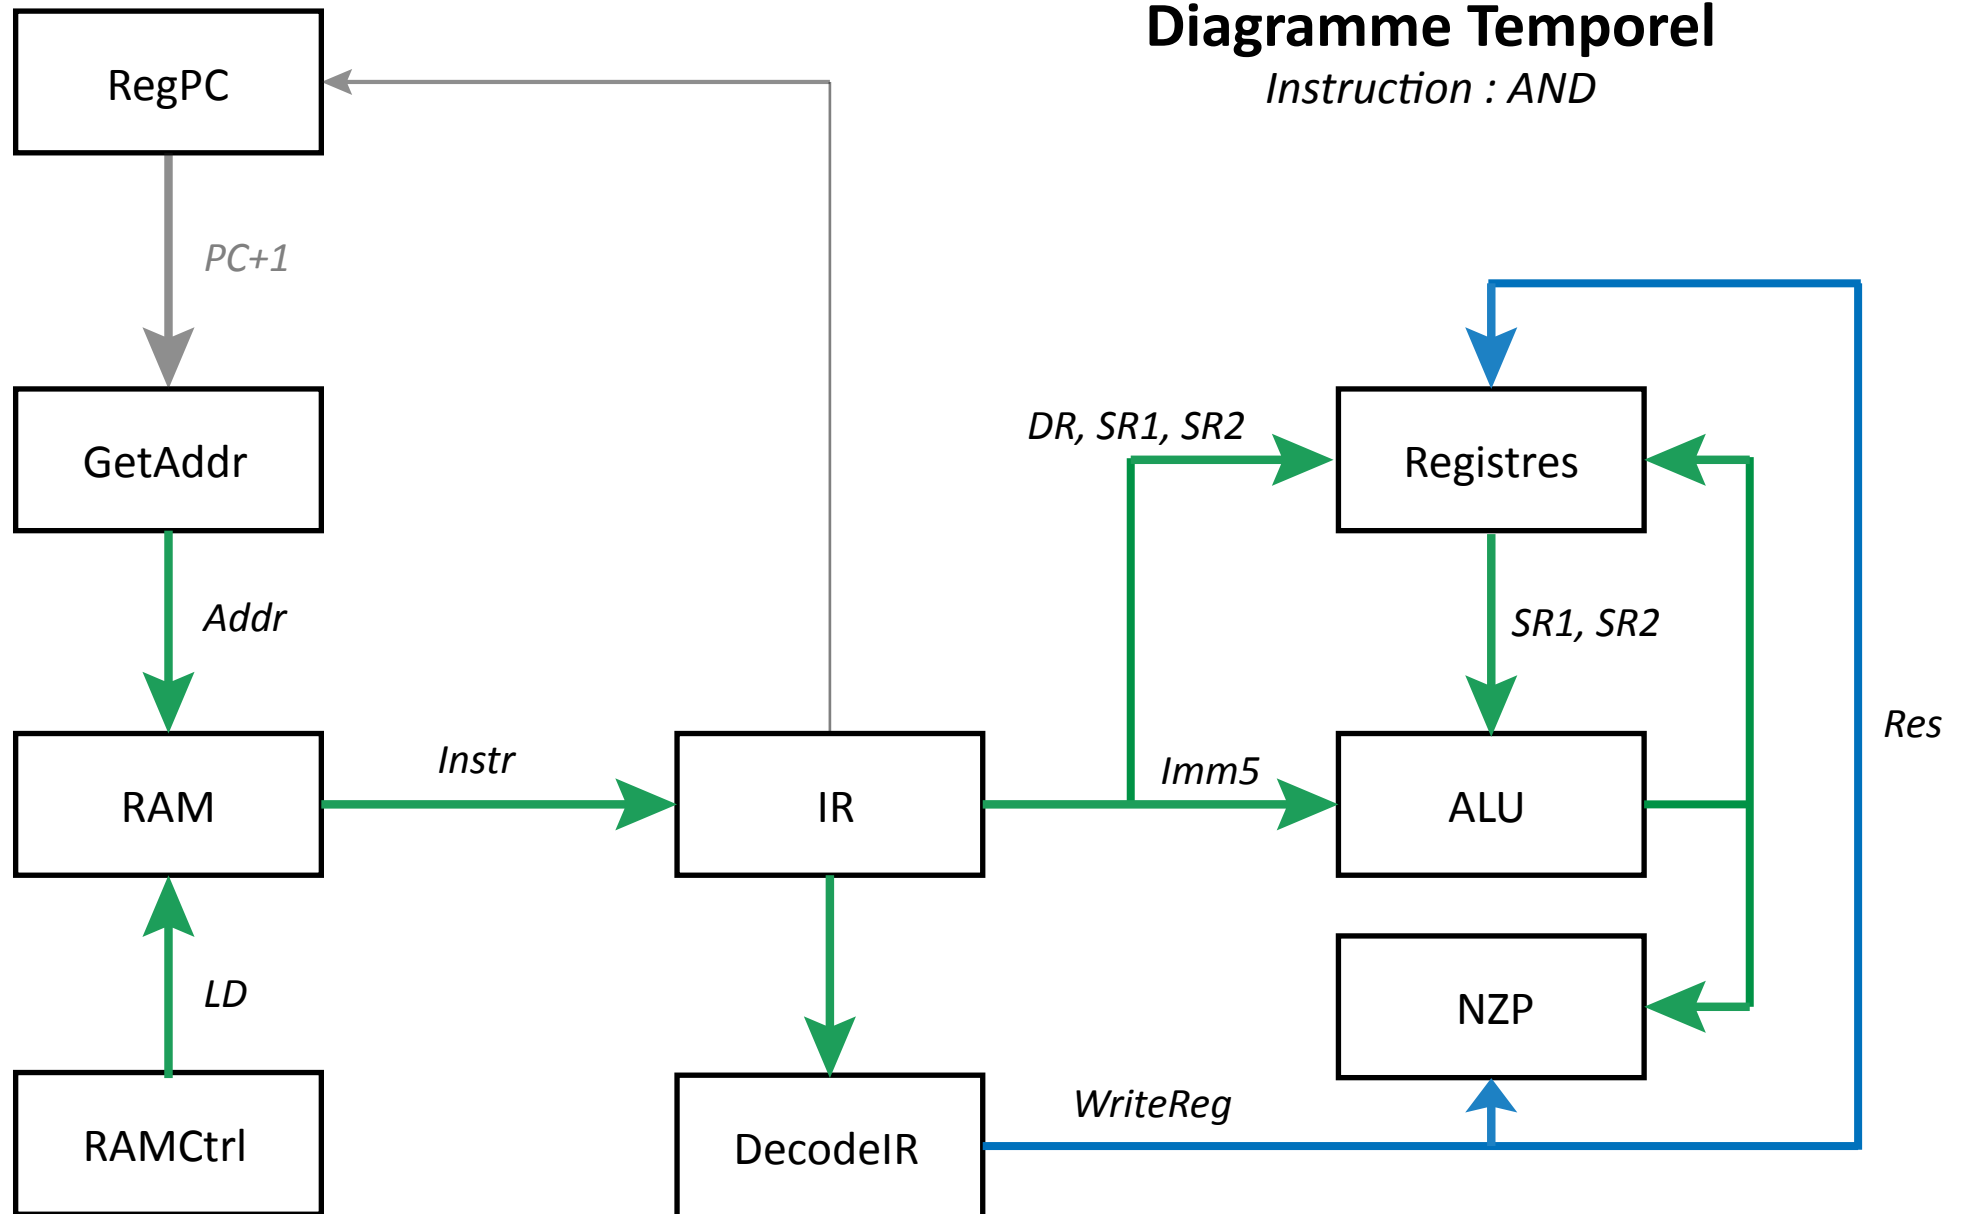 Diagramme Temporel
Instruction : AND
RegPC
PC+1
GetAddr
DR, SR1, SR2
Registres
Addr
SR1, SR2
Res
Instr
Imm5
RAM
IR
ALU
LD
NZP
WriteReg
RAMCtrl
DecodeIR